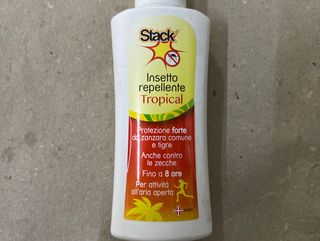 Stack
Insetto
repellente
Tropical
Protezione forte
da zanzara comune
e tigre
Anche contro
le zecche
Fino a 8 ore
Per attività
all'aria aperta